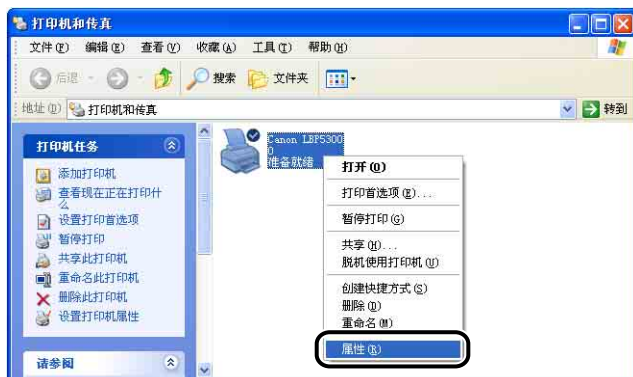 打印机和传真
文件(F) 编辑(E) 查看(V) 收藏(A) 工具(T) 帮助(H)
后退 搜索 文件夹
地址(D) 打印机和传真 转到
打印机任务
添加打印机
查看现在正在打印什
么
设置打印首选项
暂停打印
共享此打印机
重命名此打印机
删除此打印机
设置打印机属性
请参阅
Canon LBP5300
0
准备就绪
打开(O)
打印首选项(E)...
暂停打印(G)
共享(H)...
脱机使用打印机(U)
创建快捷方式(S)
删除(D)
重命名(M)
属性(R)